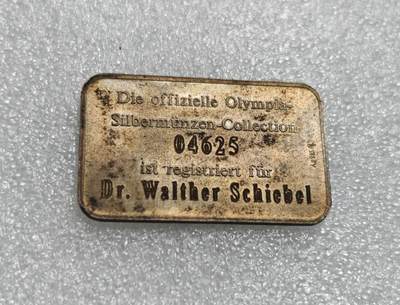 Die offizielle Olympia-
Silbermünzen-Collection
04625
ist registriert für
Dr. Walther Schiebel